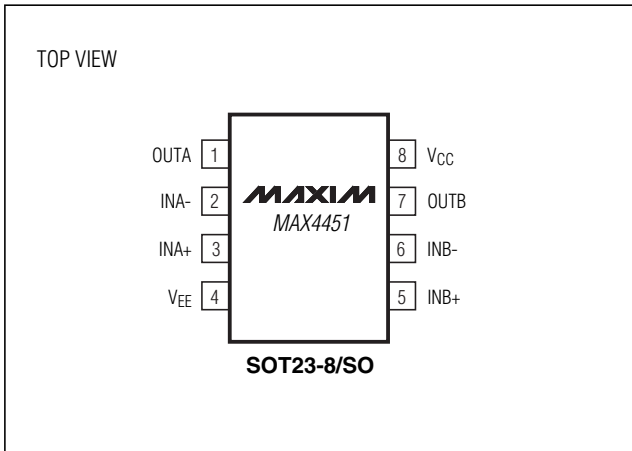 TOP VIEW
OUTA 1
8 VCC
INA- 2
MAXIM
7 OUTB
MAX4451
INA+ 3
6 INB-
VEE 4
5 INB+
SOT23-8/SO